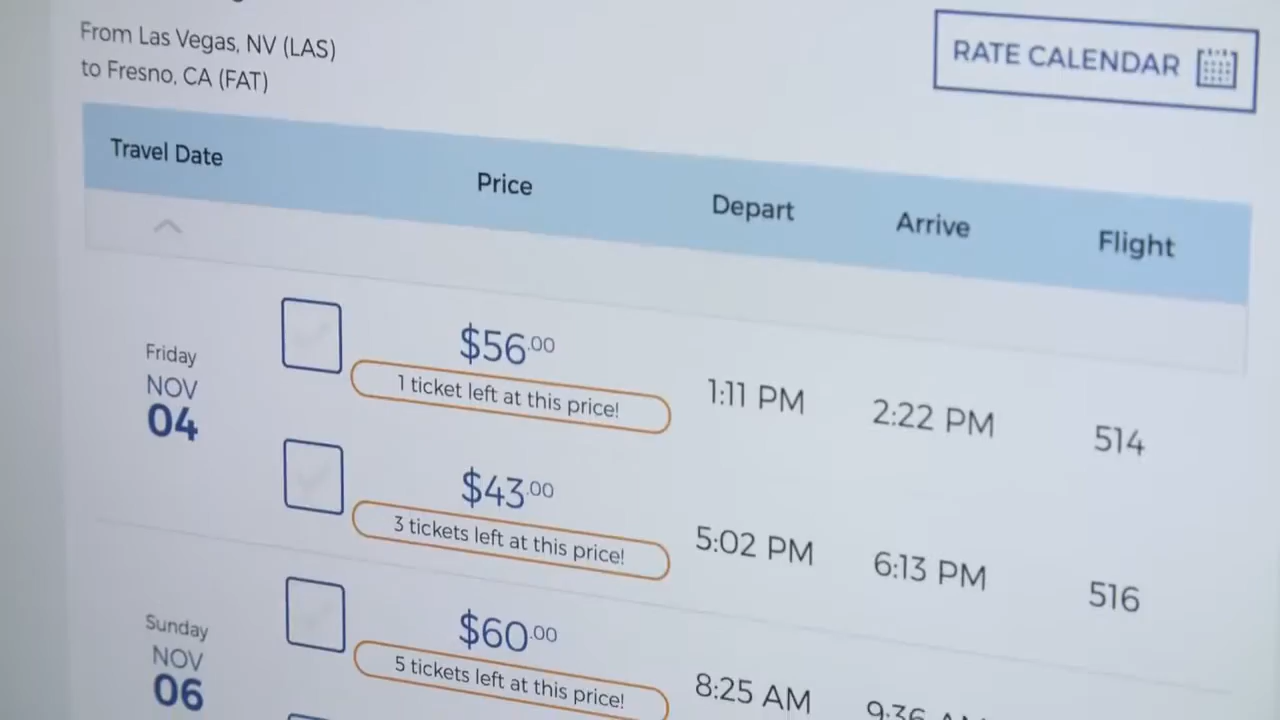 From Las Vegas, NV (LAS)
to Fresno, CA (FAT)
RATE CALENDAR
Travel Date Price Depart Arrive Flight
Friday
NOV
04
$56.00
1 ticket left at this price!
1:11 PM 2:22 PM 514
$43.00
3 tickets left at this price!
5:02 PM 6:13 PM 516
Sunday
NOV
06
$60.00
5 tickets left at this price!
8:25 AM 9:36 AM